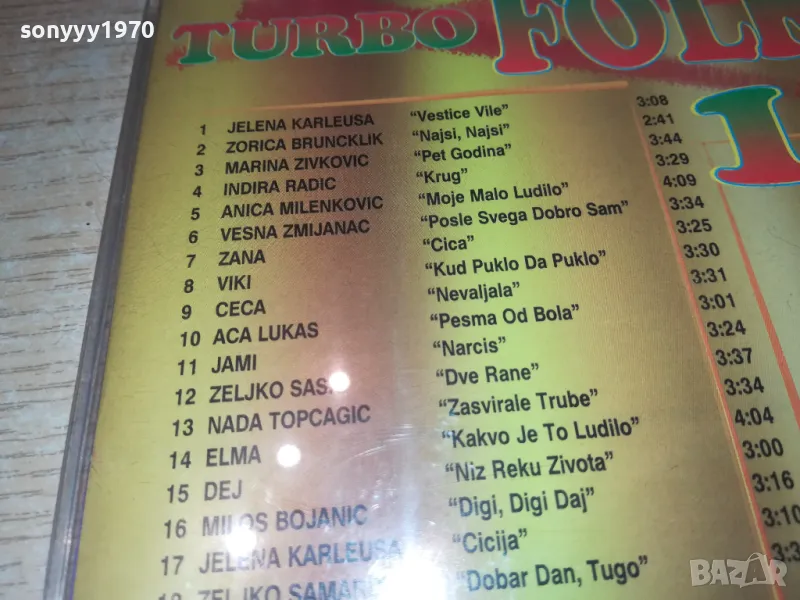 sonyyy1970
TURBO FOLK
1 JELENA KARLEUSA "Vestice Vile" 3:08
2 ZORICA BRUNCKLIK "Najsi, Najsi" 2:41
3 MARINA ZIVKOVIC "Pet Godina" 3:44
4 INDIRA RADIC "Krug" 3:29
5 ANICA MILENKOVIC "Moje Malo Ludilo" 4:09
6 VESNA ZMIJANAC "Posle Svega Dobro Sam" 3:34
7 ZANA "Cica" 3:25
8 VIKI "Kud Puklo Da Puklo" 3:30
9 CECA "Nevaljala" 3:31
10 ACA LUKAS "Pesma Od Bola" 3:01
11 JAMI "Narcis" 3:24
12 ZELJKO SAS. "Dve Rane" 3:37
13 NADA TOPCAGIC "Zasvirale Trube" 3:34
14 ELMA "Kakvo Je To Ludilo" 4:04
15 DEJ "Niz Reku Zivota" 3:00
16 MILOS BOJANIC "Digi, Digi Daj" 3:16
17 JELENA KARLEUSA "Cicija" 3:10
18 ZELJKO "Dobar Dan, Tugo"
BAZAR